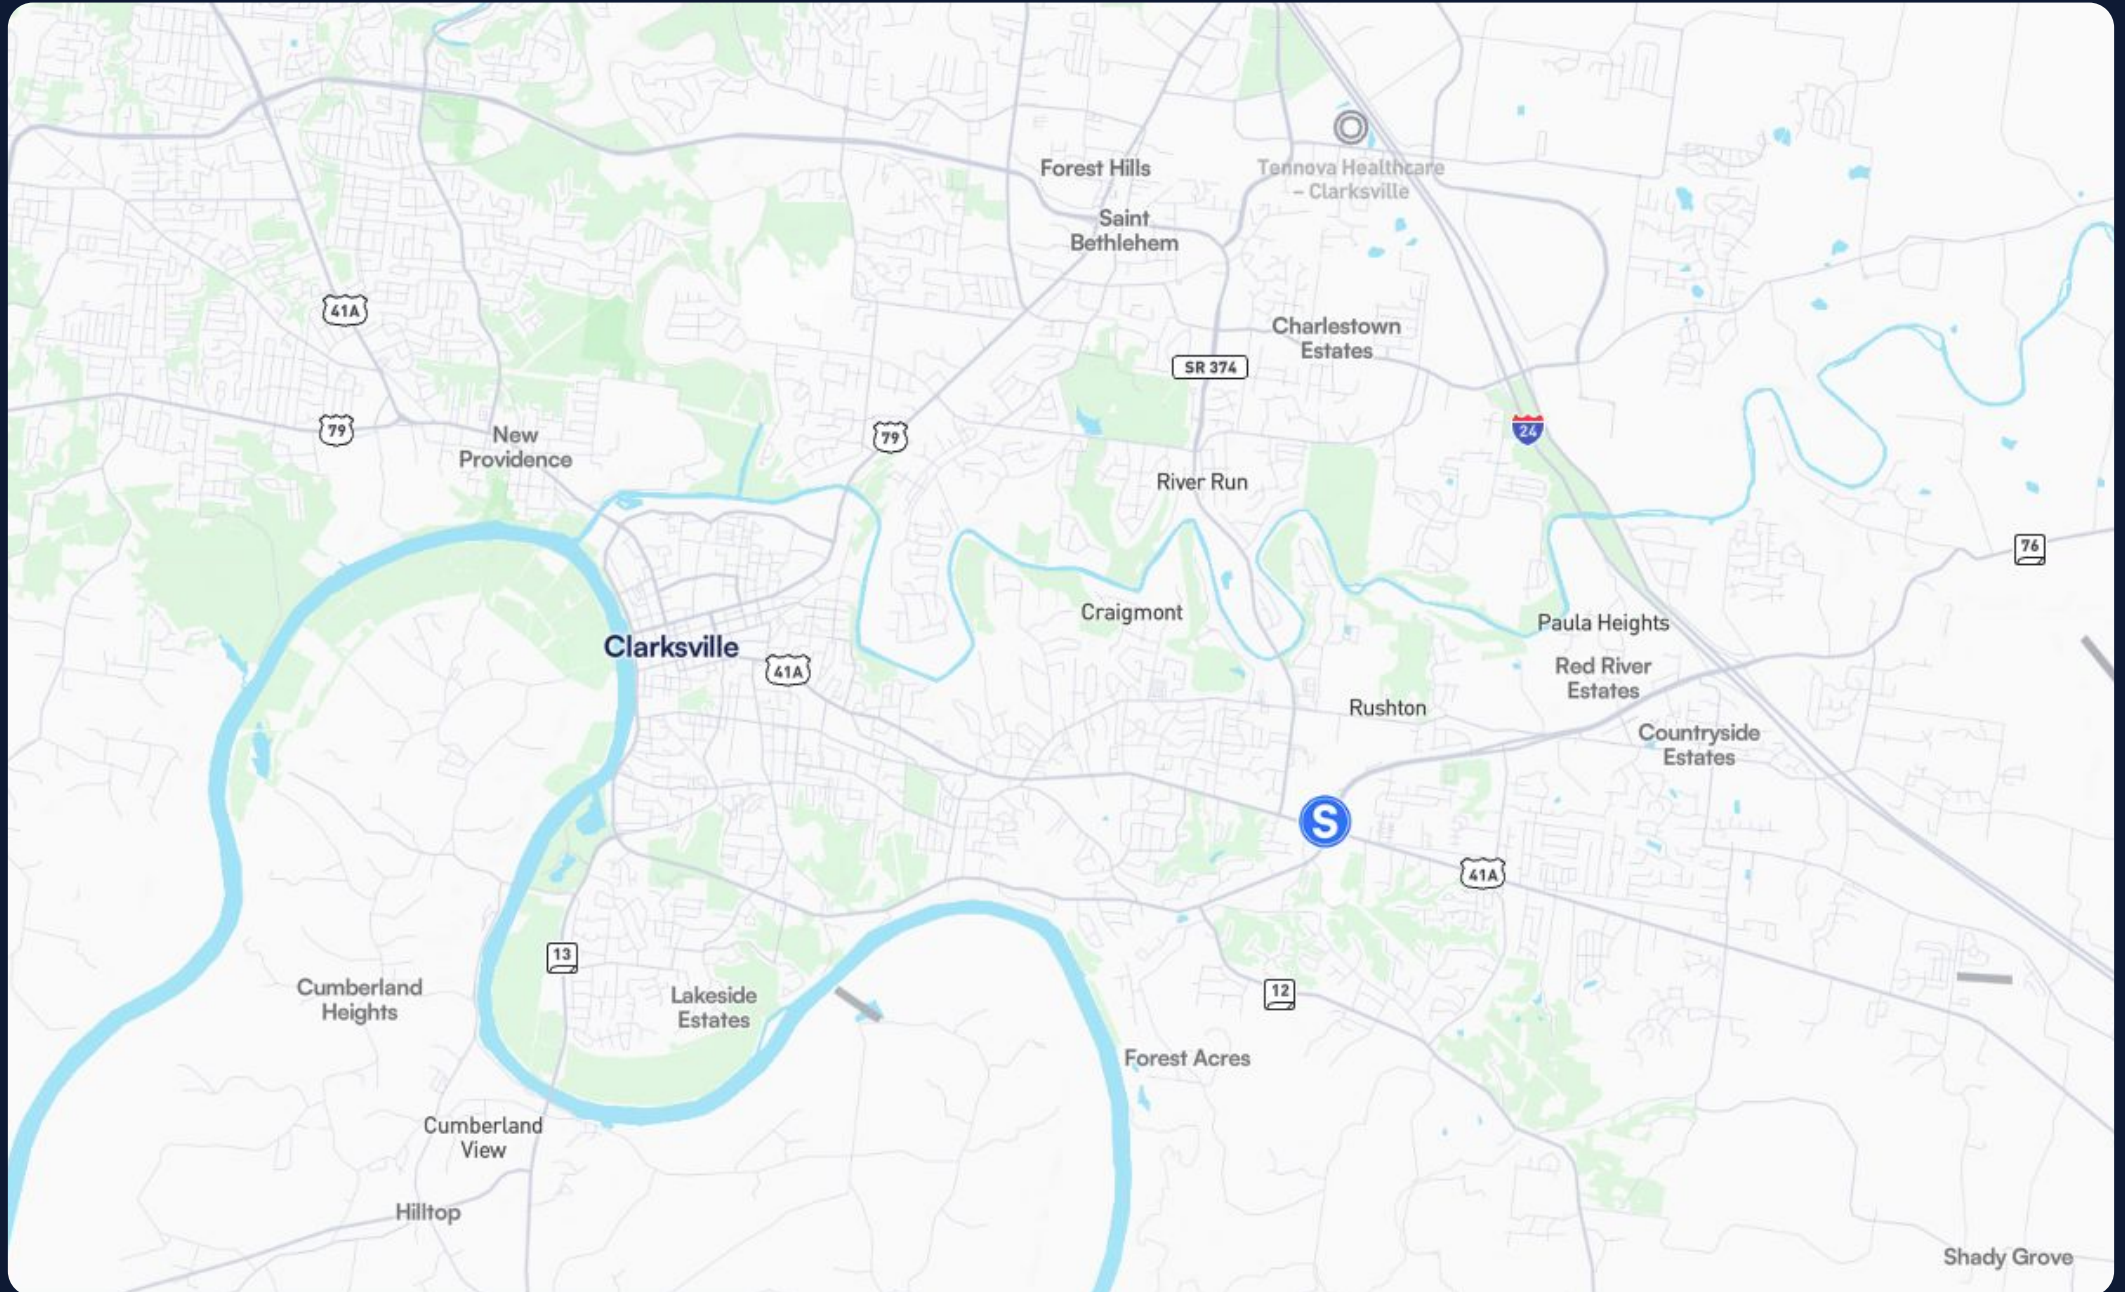 Forest Hills
Tennova Healthcare
– Clarksville
Saint
Bethlehem
41A
Charlestown
Estates
SR 374
79
79
24
New
Providence
River Run
76
Craigmont
Paula Heights
Clarksville
41A
Red River
Estates
Rushton
Countryside
Estates
S
41A
13
Cumberland
Heights
Lakeside
Estates
12
Forest Acres
Cumberland
View
Hilltop
Shady Grove